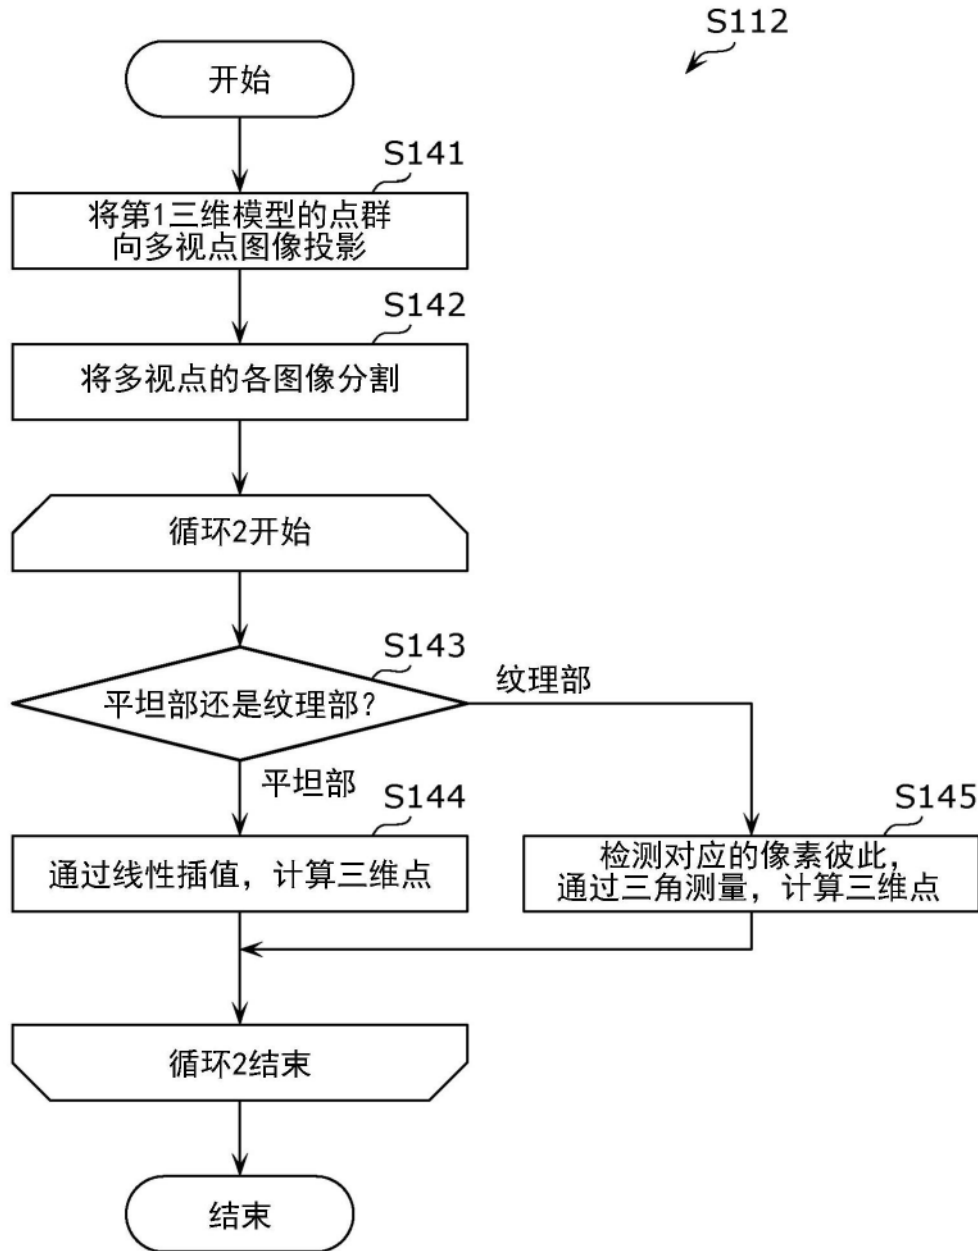 S112
开始
S141
将第1三维模型的点群
向多视点图像投影
S142
将多视点的各图像分割
循环2开始
S143
平坦部还是纹理部?
纹理部
平坦部
S144
通过线性插值，计算三维点
S145
检测对应的像素彼此，
通过三角测量，计算三维点
循环2结束
结束